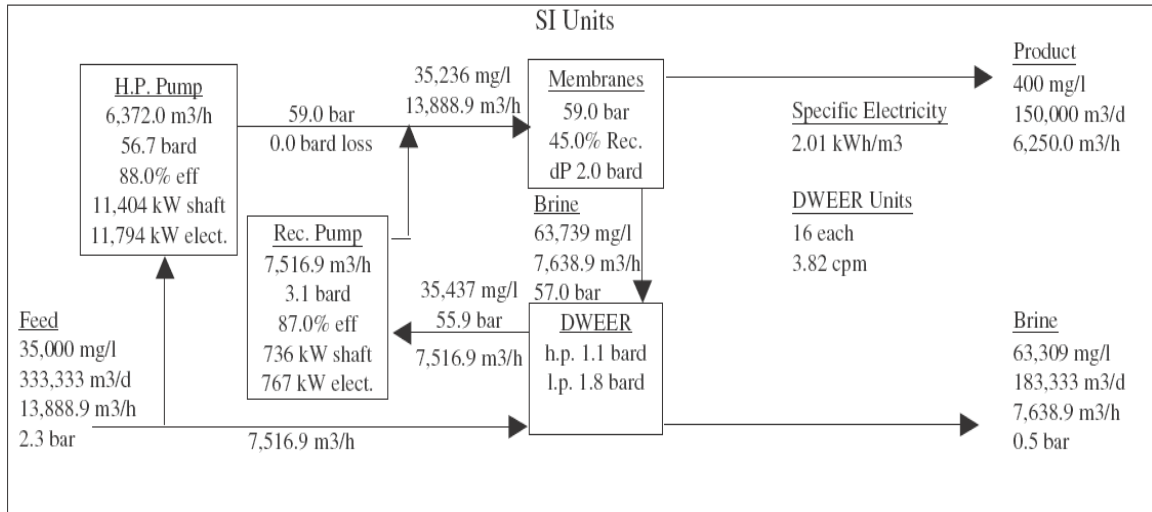 SI Units
H.P. Pump
6,372.0 m3/h
56.7 bard
88.0% eff
11,404 kW shaft
11,794 kW elect.
59.0 bar
0.0 bard loss
35,236 mg/l
13,888.9 m3/h
Membranes
59.0 bar
45.0% Rec.
dP 2.0 bard
Product
400 mg/l
150,000 m3/d
6,250.0 m3/h
Specific Electricity
2.01 kWh/m3
DWEER Units
16 each
3.82 cpm
Rec. Pump
7,516.9 m3/h
3.1 bard
87.0% eff
736 kW shaft
767 kW elect.
Brine
63,739 mg/l
7,638.9 m3/h
57.0 bar
35,437 mg/l
55.9 bar
7,516.9 m3/h
DWEER
h.p. 1.1 bard
l.p. 1.8 bard
Feed
35,000 mg/l
333,333 m3/d
13,888.9 m3/h
2.3 bar
7,516.9 m3/h
Brine
63,309 mg/l
183,333 m3/d
7,638.9 m3/h
0.5 bar